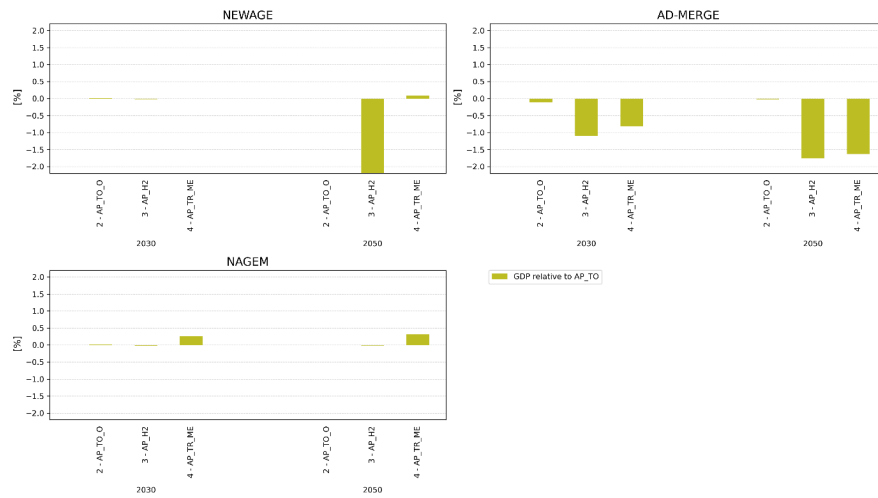 NEWAGE
2.0
1.5
1.0
0.5
0.0
−0.5
−1.0
−1.5
−2.0
[%]
2 - AP_TO_O
3 - AP_H2
4 - AP_TR_ME
2 - AP_TO_O
3 - AP_H2
4 - AP_TR_ME
2030
2050
AD-MERGE
2.0
1.5
1.0
0.5
0.0
−0.5
−1.0
−1.5
−2.0
[%]
2 - AP_TO_O
3 - AP_H2
4 - AP_TR_ME
2 - AP_TO_O
3 - AP_H2
4 - AP_TR_ME
2030
2050
NAGEM
2.0
1.5
1.0
0.5
0.0
−0.5
−1.0
−1.5
−2.0
[%]
2 - AP_TO_O
3 - AP_H2
4 - AP_TR_ME
2 - AP_TO_O
3 - AP_H2
4 - AP_TR_ME
2030
2050
GDP relative to AP_TO